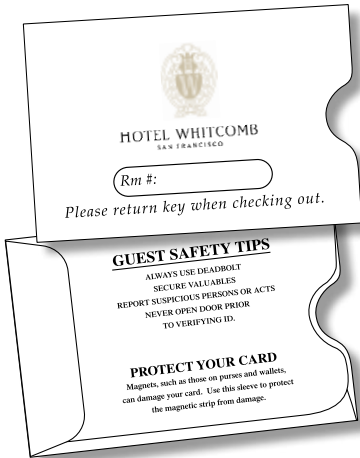 HOTEL WHITCOMB
SAN FRANCISCO
Rm #:
Please return key when checking out.
GUEST SAFETY TIPS
ALWAYS USE DEADBOLT
SECURE VALUABLES
REPORT SUSPICIOUS PERSONS OR ACTS
NEVER OPEN DOOR PRIOR
TO VERIFYING ID.
PROTECT YOUR CARD
Magnets, such as those on purses and wallets,
can damage your card. Use this sleeve to protect
the magnetic strip from damage.